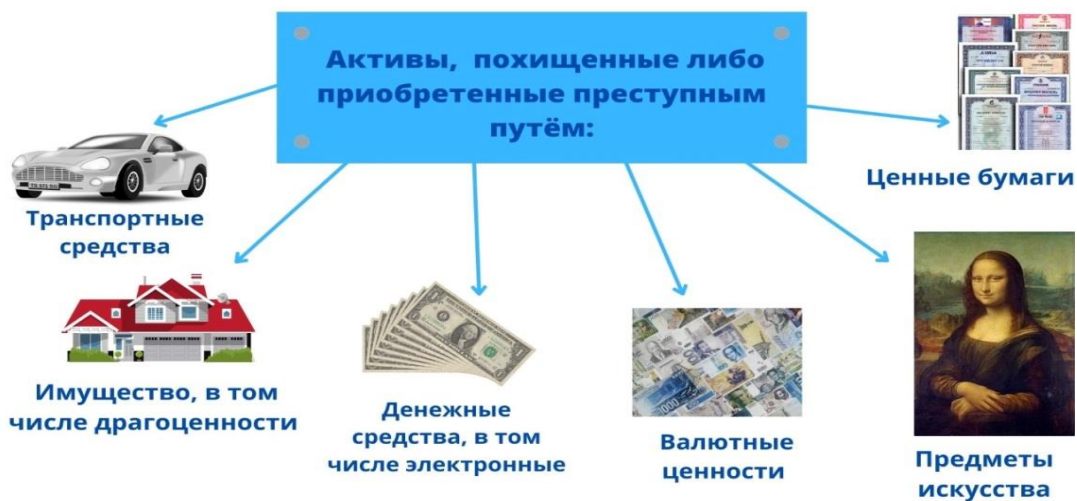 Активы, похищенные либо
приобретенные преступным
путём:
Ценные бумаги
Транспортные
средства
Имущество, в том
числе драгоценности
Денежные
средства, в том
числе электронные
Валютные
ценности
Предметы
искусства